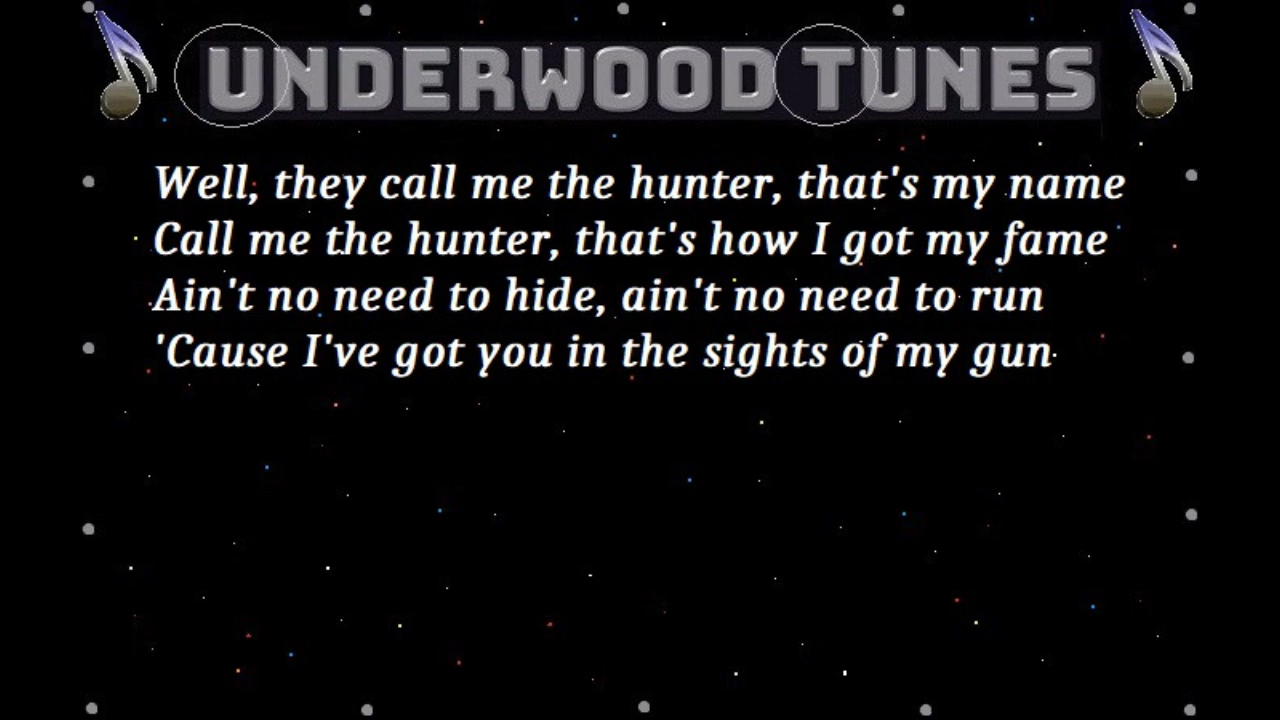 UNDERWOOD TUNES
Well, they call me the hunter, that's my name
Call me the hunter, that's how I got my fame
Ain't no need to hide, ain't no need to run
'Cause I've got you in the sights of my gun